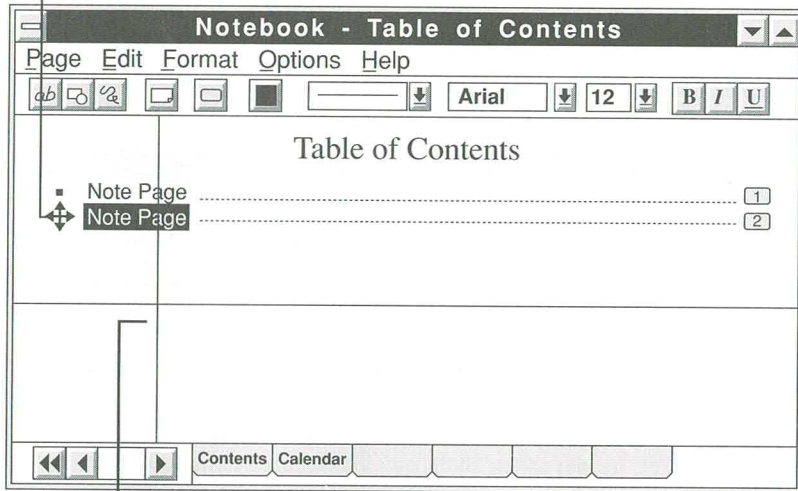 Notebook - Table of Contents
Page Edit Format Options Help
ab Arial 12 B I U
Table of Contents
Note Page 1
Note Page 2
Contents Calendar